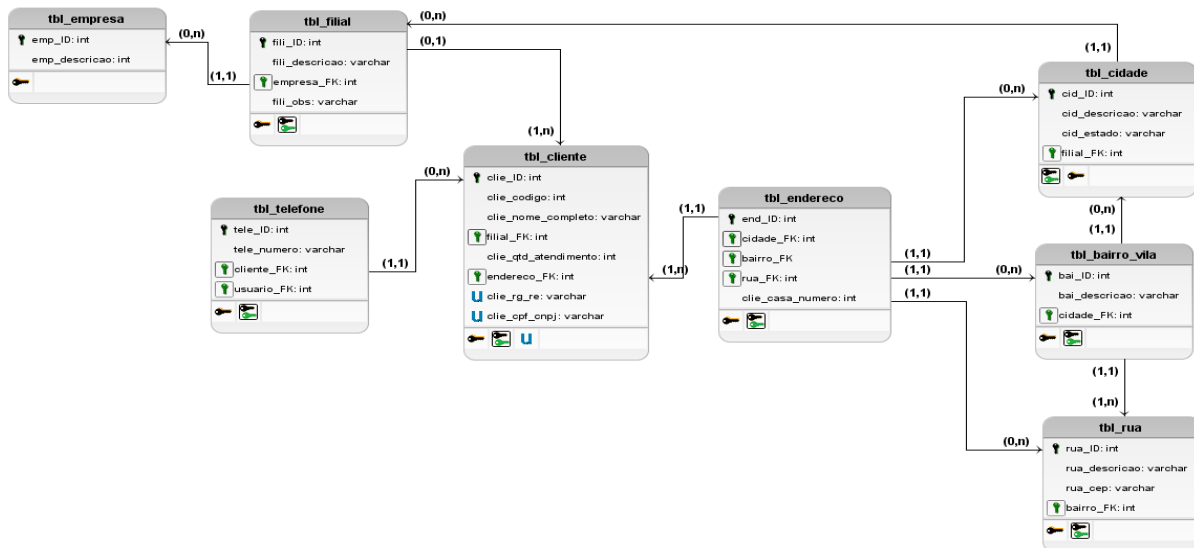 tbl_empresa
emp_ID: int
emp_descricao: int
(0,n)
(1,1)
tbl_filial
fili_ID: int
fili_descricao: varchar
empresa_FK: int
fili_obs: varchar
(0,n)
(0,1)
(1,n)
(1,1)
tbl_cidade
cid_ID: int
cid_descricao: varchar
cid_estado: varchar
filial_FK: int
(0,n)
tbl_cliente
clie_ID: int
clie_codigo: int
clie_nome_completo: varchar
filial_FK: int
clie_qtd_atendimento: int
endereco_FK: int
clie_rg_re: varchar
clie_cpf_cnpj: varchar
u
u
u
(0,n)
(1,1)
tbl_telefone
tele_ID: int
tele_numero: varchar
cliente_FK: int
usuario_FK: int
(1,1)
(1,n)
tbl_endereco
end_ID: int
cidade_FK: int
bairro_FK
rua_FK: int
clie_casa_numero: int
(1,1)
(1,1)
(1,1)
(0,n)
(0,n)
(1,1)
tbl_bairro_vila
bai_ID: int
bai_descricao: varchar
cidade_FK: int
(1,1)
(1,n)
(0,n)
tbl_rua
rua_ID: int
rua_descricao: varchar
rua_cep: varchar
bairro_FK: int